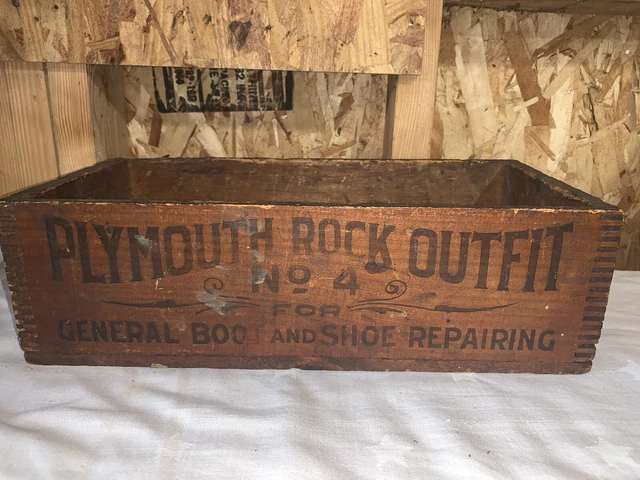 PLYMOUTH ROCK OUTFIT
No 4
FOR
GENERAL BOOT AND SHOE REPAIRING